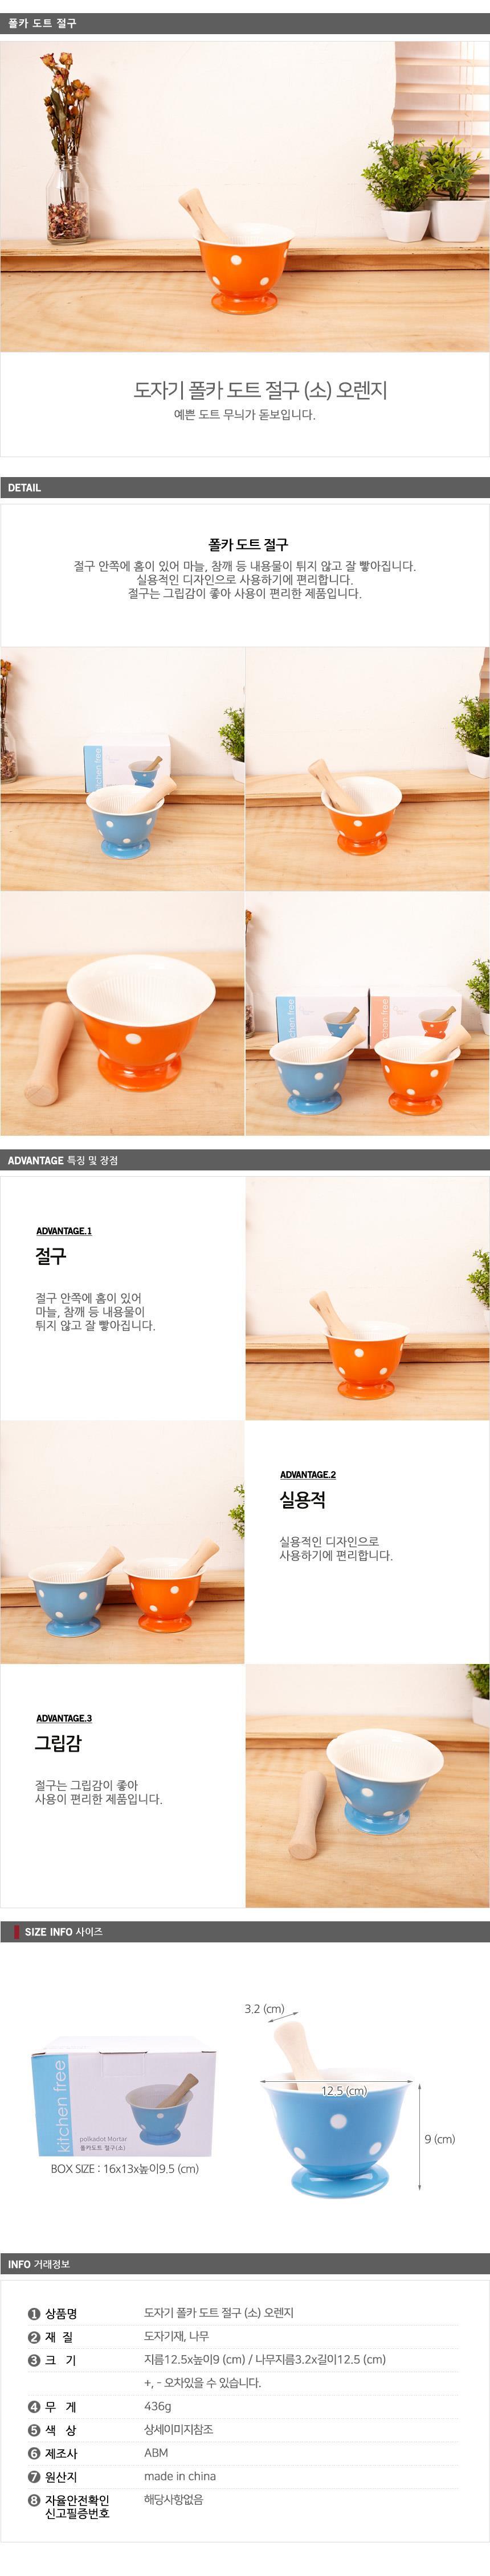 폴카 도트 절구
도자기 폴카 도트 절구 (소) 오렌지
예쁜 도트 무늬가 돋보입니다.
DETAIL
폴카 도트 절구
절구 안쪽에 홈이 있어 마늘, 참깨 등 내용물이 튀지 않고 잘 빻아집니다.
실용적인 디자인으로 사용하기에 편리합니다.
절구는 그립감이 좋아 사용이 편리한 제품입니다.
kitchen free
ADVANTAGE 특징 및 장점
ADVANTAGE.1
절구
절구 안쪽에 홈이 있어
마늘, 참깨 등 내용물이
튀지 않고 잘 빻아집니다.
ADVANTAGE.2
실용적
실용적인 디자인으로
사용하기에 편리합니다.
ADVANTAGE.3
그립감
절구는 그립감이 좋아
사용이 편리한 제품입니다.
SIZE INFO 사이즈
3.2 (cm)
12.5 (cm)
9 (cm)
kitchen free
polkadot Mortar
폴카도트 절구(소)
BOX SIZE : 16x13x높이9.5 (cm)
INFO 거래정보
1 상품명 도자기 폴카 도트 절구 (소) 오렌지
2 재 질 도자기재, 나무
3 크 기 지름12.5x높이9 (cm) / 나무지름3.2x길이12.5 (cm)
+, - 오차있을 수 있습니다.
4 무 게 436g
5 색 상 상세이미지참조
6 제조사 ABM
7 원산지 made in china
8 자율안전확인 해당사항없음
신고필증번호